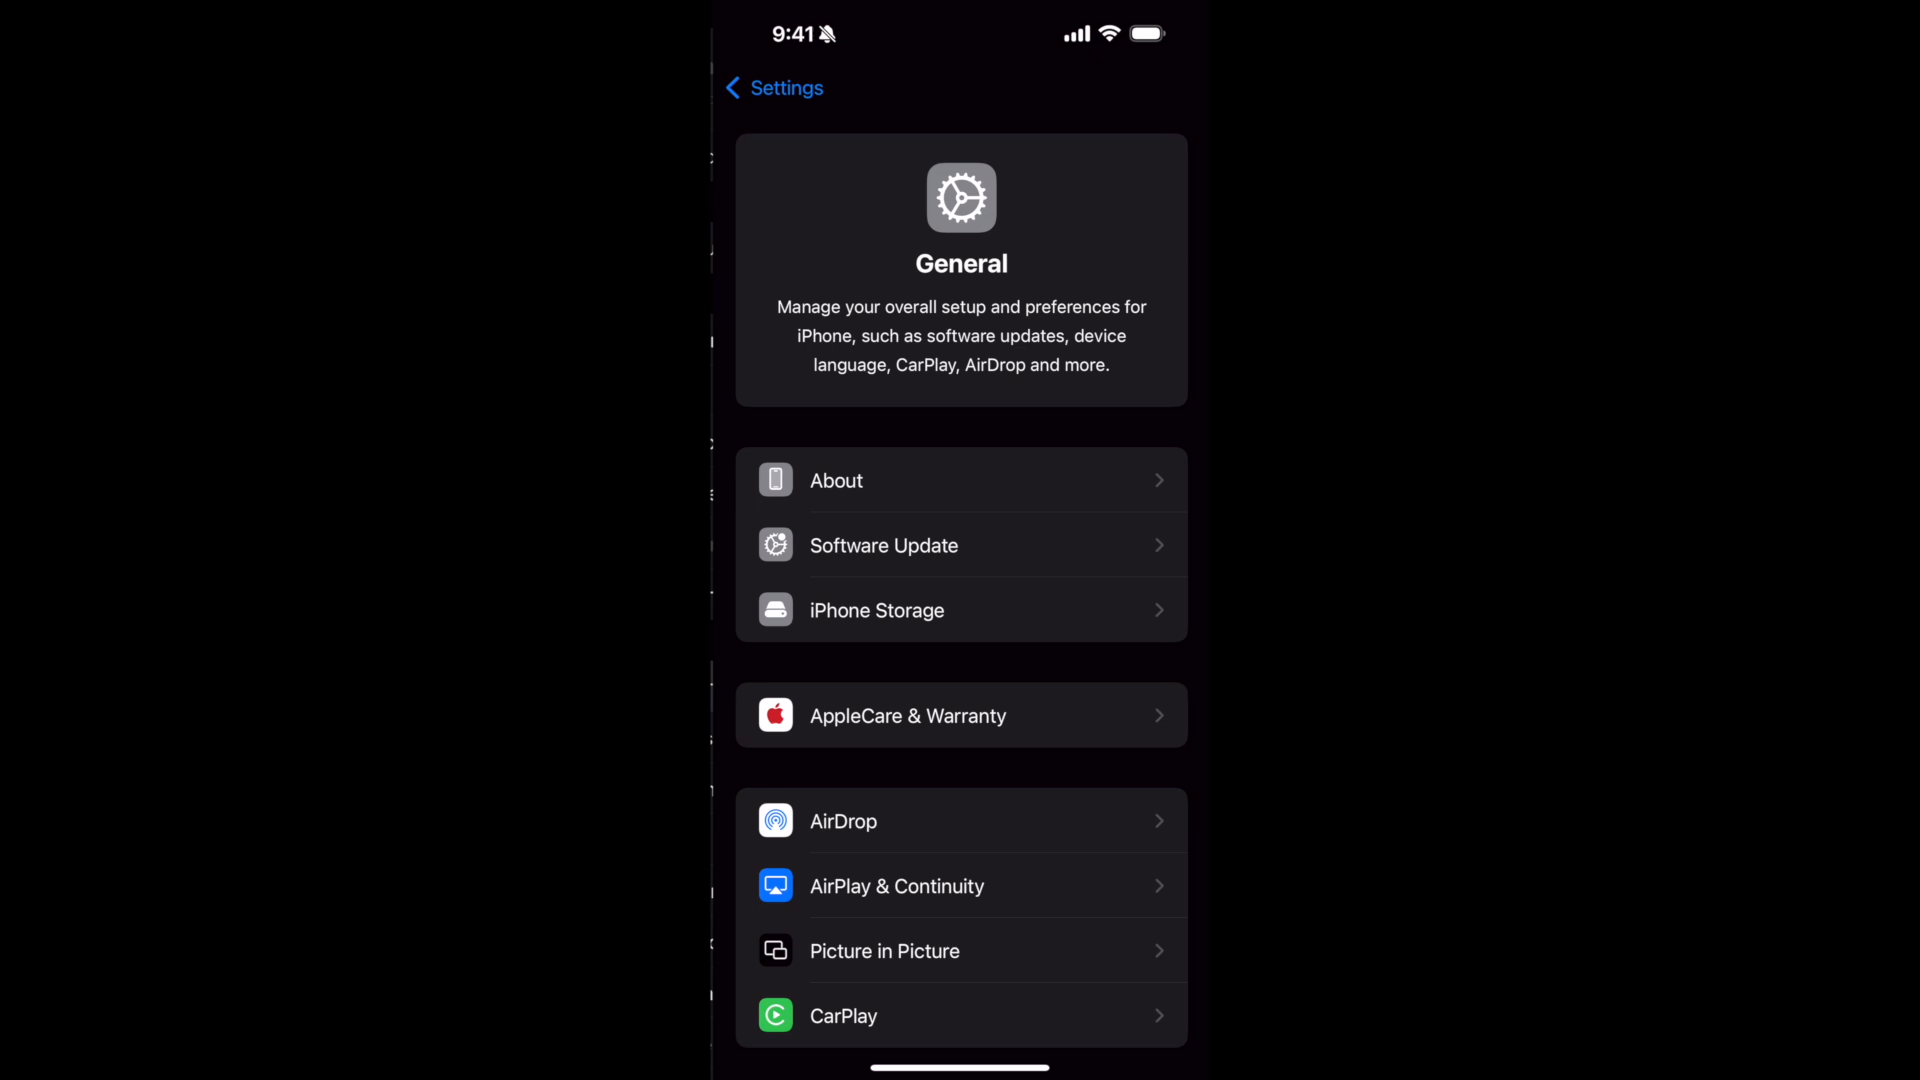 9:41
Settings
General
Manage your overall setup and preferences for
iPhone, such as software updates, device
language, CarPlay, AirDrop and more.
About
Software Update
iPhone Storage
AppleCare & Warranty
AirDrop
AirPlay & Continuity
Picture in Picture
CarPlay